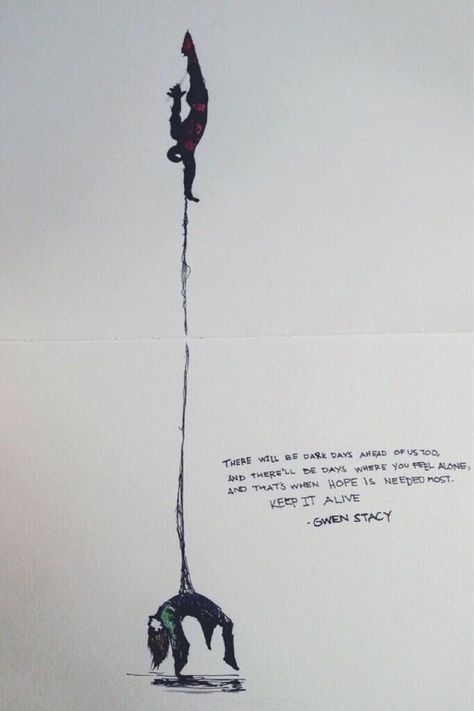 THERE WILL BE DARK DAYS AHEAD OF US TOO,
AND THERE'LL BE DAYS WHERE YOU FEEL ALONE,
AND THAT'S WHEN HOPE IS NEEDED MOST.
KEEP IT ALIVE
- GWEN STACY